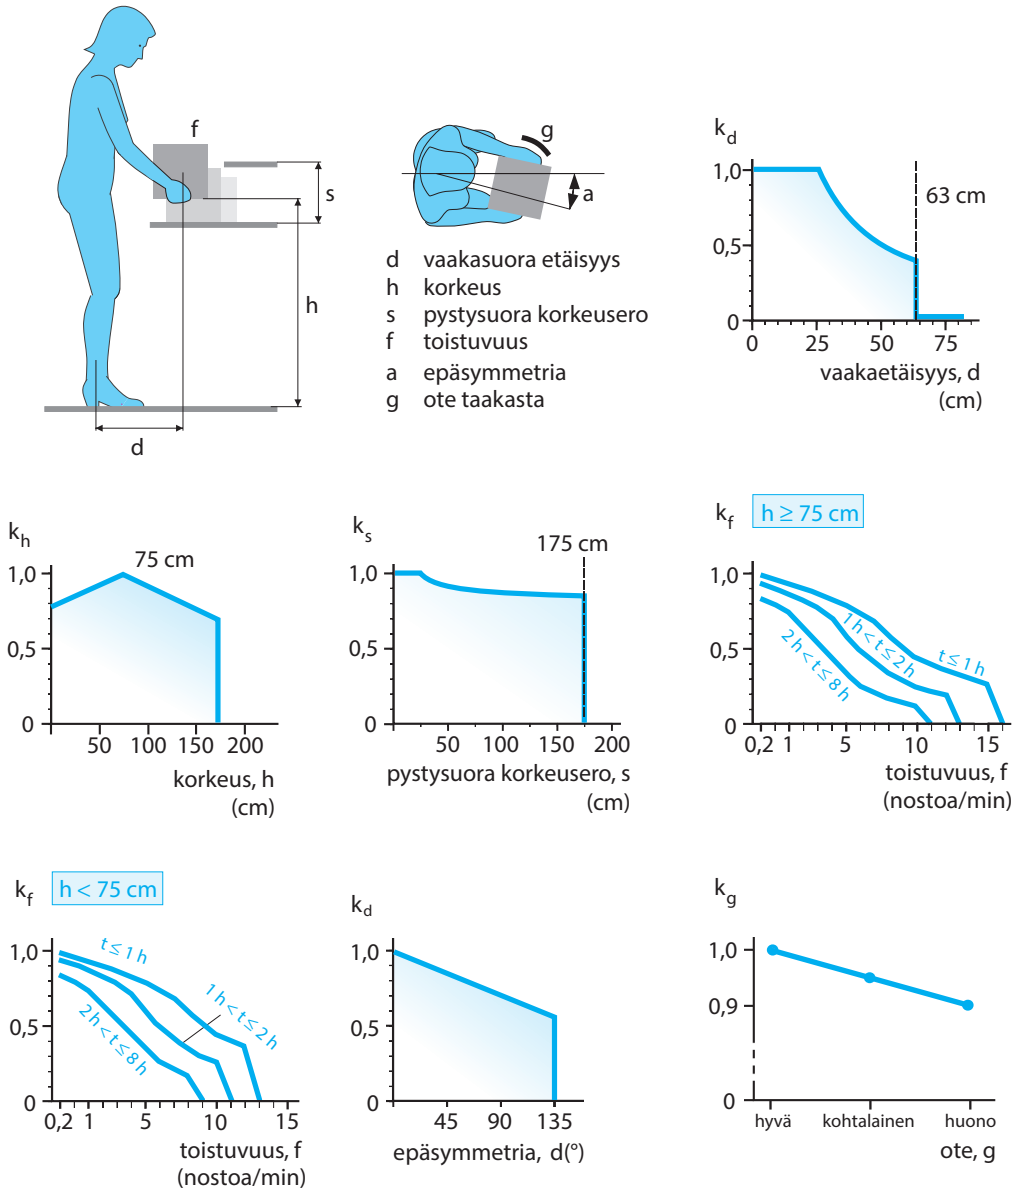 f
s
h
d
g
a
d vaakasuora etäisyys
h korkeus
s pystysuora korkeusero
f toistuvuus
a epäsymmetria
g ote taakasta
k_d
1,0
63 cm
0,5
0
0 25 50 75
vaakaetäisyys, d
(cm)
k_h
75 cm
1,0
0,5
0
50 100 150 200
korkeus, h
(cm)
k_s
175 cm
1,0
0,5
0
50 100 150 200
pystysuora korkeusero, s
(cm)
k_f h ≥ 75 cm
1,0
1 h < t ≤ 2 h
0,5
2 h < t ≤ 8 h
t ≤ 1 h
0
0,2 1 5 10 15
toistuvuus, f
(nostoa/min)
k_f h < 75 cm
1,0
t ≤ 1 h
1 h < t ≤ 2 h
0,5
2 h < t ≤ 8 h
0
0,2 1 5 10 15
toistuvuus, f
(nostoa/min)
k_d
1,0
0,5
0
45 90 135
epäsymmetria, d(°)
k_g
1,0
0,9
0
hyvä kohtalainen huono
ote, g